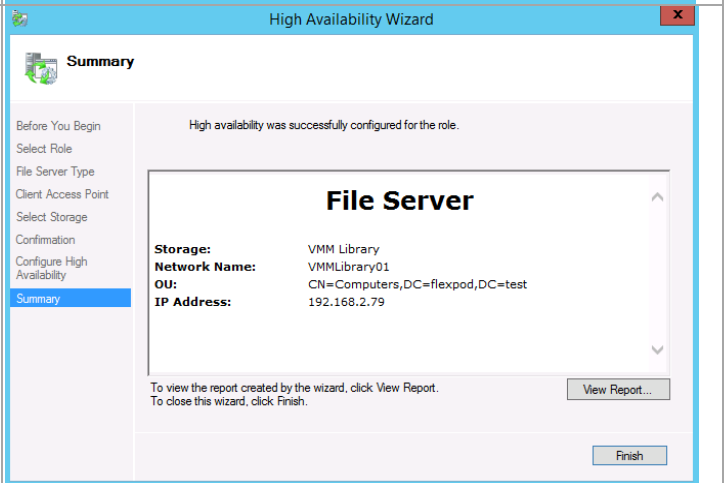 High Availability Wizard
x
Summary
Before You Begin
Select Role
File Server Type
Client Access Point
Select Storage
Confirmation
Configure High
Availability
Summary
High availability was successfully configured for the role.
File Server
Storage: VMM Library
Network Name: VMMLibrary01
OU: CN=Computers,DC=flexpod,DC=test
IP Address: 192.168.2.79
To view the report created by the wizard, click View Report.
To close this wizard, click Finish.
View Report...
Finish